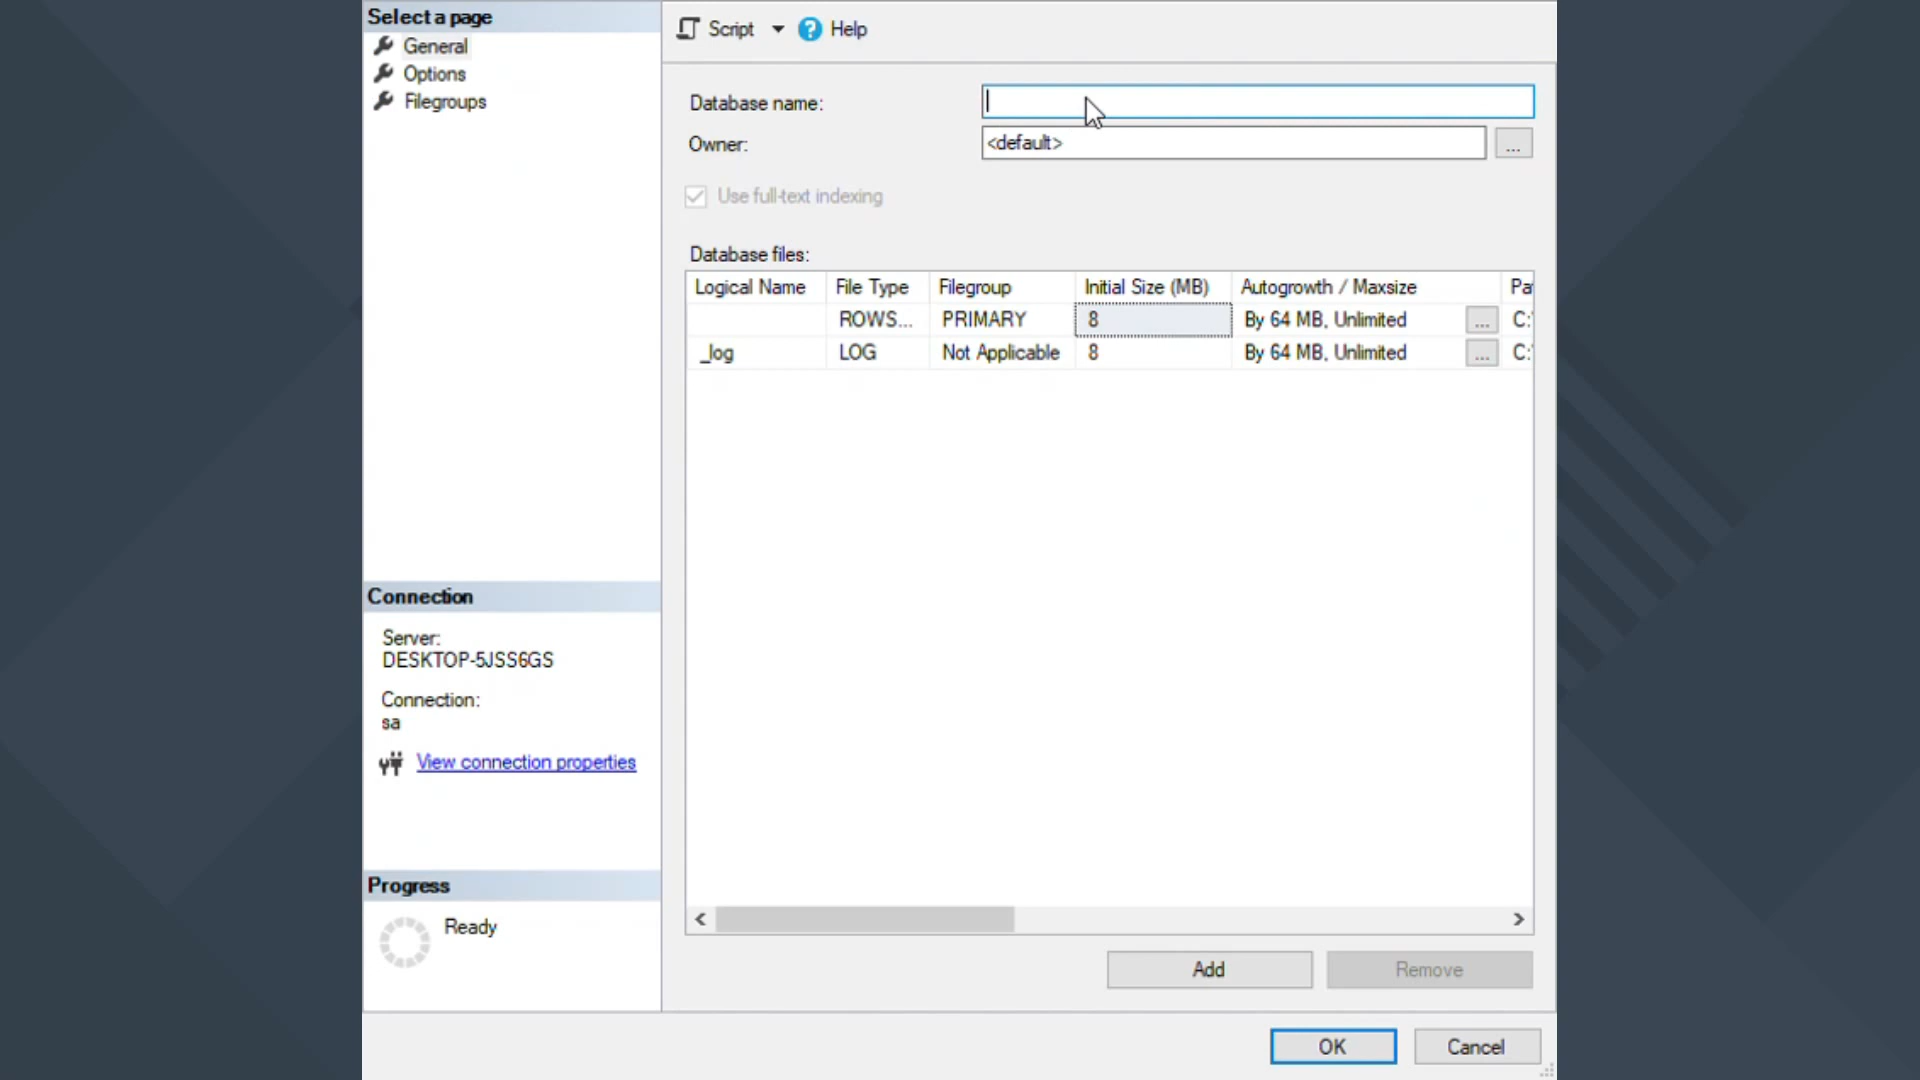 Select a page
General
Options
Filegroups
Script
? Help
Database name:
Owner:
<default>
...
Use full-text indexing
Database files:
Logical Name File Type Filegroup Initial Size (MB) Autogrowth / Maxsize Pa
ROWS... PRIMARY 8 By 64 MB, Unlimited ... C:\
_log LOG Not Applicable 8 By 64 MB, Unlimited ... C:\
Connection
Server:
DESKTOP-5JSS6GS
Connection:
sa
View connection properties
Progress
Ready
Add Remove
OK Cancel